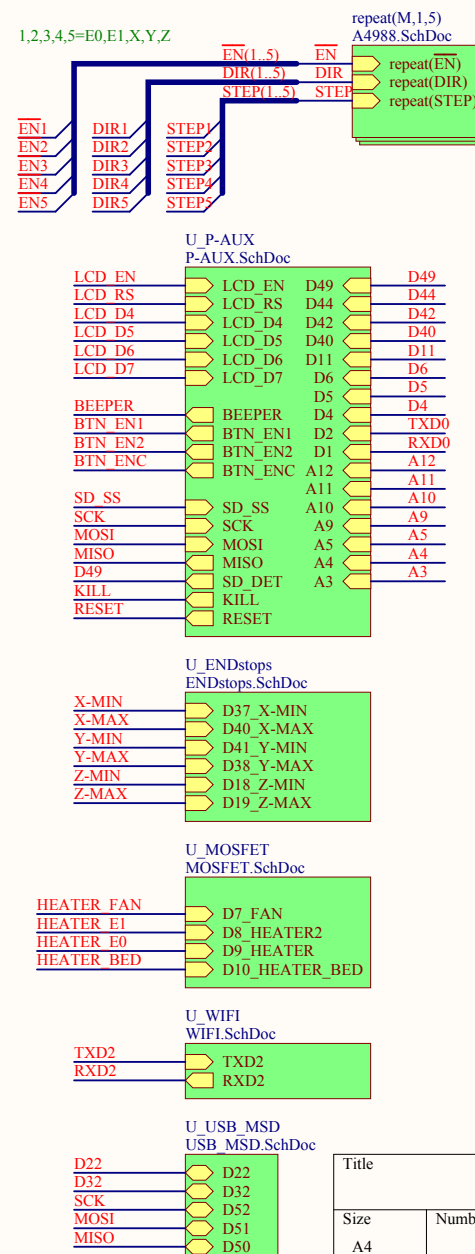 repeat(M,1,5)
1,2,3,4,5=E0,E1,X,Y,Z
A4988.SchDoc
EN(1..5) EN repeat(EN)
DIR(1..5) DIR repeat(DIR)
STEP(1..5) STEP repeat(STEP)
EN1 DIR1 STEP1
EN2 DIR2 STEP2
EN3 DIR3 STEP3
EN4 DIR4 STEP4
EN5 DIR5 STEP5
U_P-AUX
P-AUX.SchDoc
LCD_EN LCD_EN D49 D49
LCD_RS LCD_RS D44 D44
LCD_D4 LCD_D4 D42 D42
LCD_D5 LCD_D5 D40 D40
LCD_D6 LCD_D6 D11 D11
LCD_D7 LCD_D7 D6 D6
D5 D5
BEEPER BEEPER D4 D4
BTN_EN1 BTN_EN1 D2 TXD0
BTN_EN2 BTN_EN2 D1 RXD0
BTN_ENC BTN_ENC A12 A12
A11 A11
SD_SS SD_SS A10 A10
SCK SCK A9 A9
MOSI MOSI A5 A5
MISO MISO A4 A4
D49 SD_DET A3 A3
KILL KILL
RESET RESET
U_ENDstops
ENDstops.SchDoc
X-MIN D37_X-MIN
X-MAX D40_X-MAX
Y-MIN D41_Y-MIN
Y-MAX D38_Y-MAX
Z-MIN D18_Z-MIN
Z-MAX D19_Z-MAX
U_MOSFET
MOSFET.SchDoc
HEATER_FAN D7_FAN
HEATER_E1 D8_HEATER2
HEATER_E0 D9_HEATER
HEATER_BED D10_HEATER_BED
U_WIFI
WIFI.SchDoc
TXD2 TXD2
RXD2 RXD2
U_USB_MSD
USB_MSD.SchDoc
D22 D22
D32 D32
SCK D52
MOSI D51
MISO D50
Title
Size Numb
A4